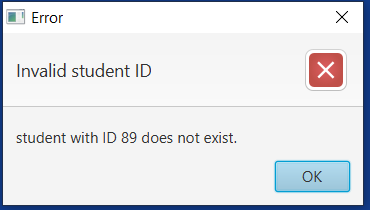 Error
Invalid student ID
student with ID 89 does not exist.
OK